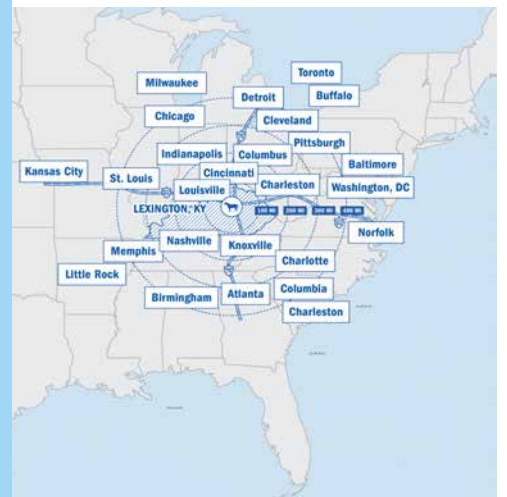 Toronto
Milwaukee
Buffalo
Detroit
Chicago
Cleveland
Pittsburgh
Indianapolis
Columbus
Baltimore
Kansas City
St. Louis
Cincinnati
Charleston
Washington, DC
Louisville
LEXINGTON, KY
100 MI
200 MI
300 MI
400 MI
Norfolk
Nashville
Knoxville
Memphis
Charlotte
Little Rock
Birmingham
Atlanta
Columbia
Charleston